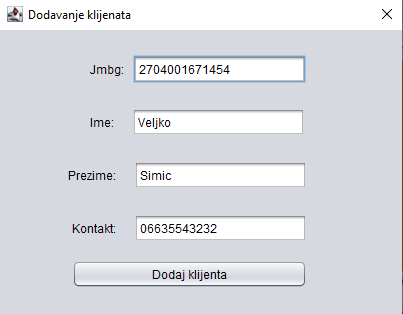 Dodavanje klijenata
Jmbg: 2704001671454
Ime: Veljko
Prezime: Simic
Kontakt: 06635543232
Dodaj klijenta